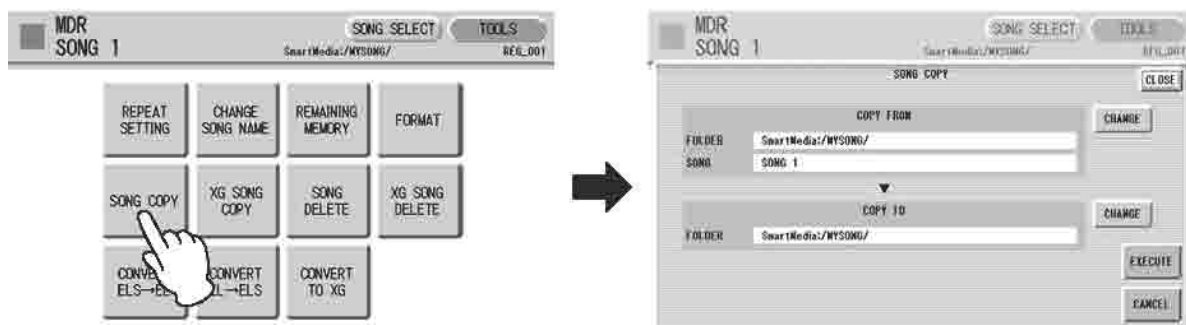 MDR
SONG SELECT
TOOLS
SONG 1
SmartMedia:/MYSONG/
REG_001
REPEAT
SETTING
CHANGE
SONG NAME
REMAINING
MEMORY
FORMAT
SONG COPY
XG SONG
COPY
SONG
DELETE
XG SONG
DELETE
CONVERT
TO XG
MDR
SONG SELECT
TOOLS
SONG 1
SmartMedia:/MYSONG/
REG_001
SONG COPY
CLOSE
COPY FROM
CHANGE
FOLDER
SmartMedia:/MYSONG/
SONG
SONG 1
COPY TO
CHANGE
FOLDER
SmartMedia:/MYSONG/
EXECUTE
CANCEL